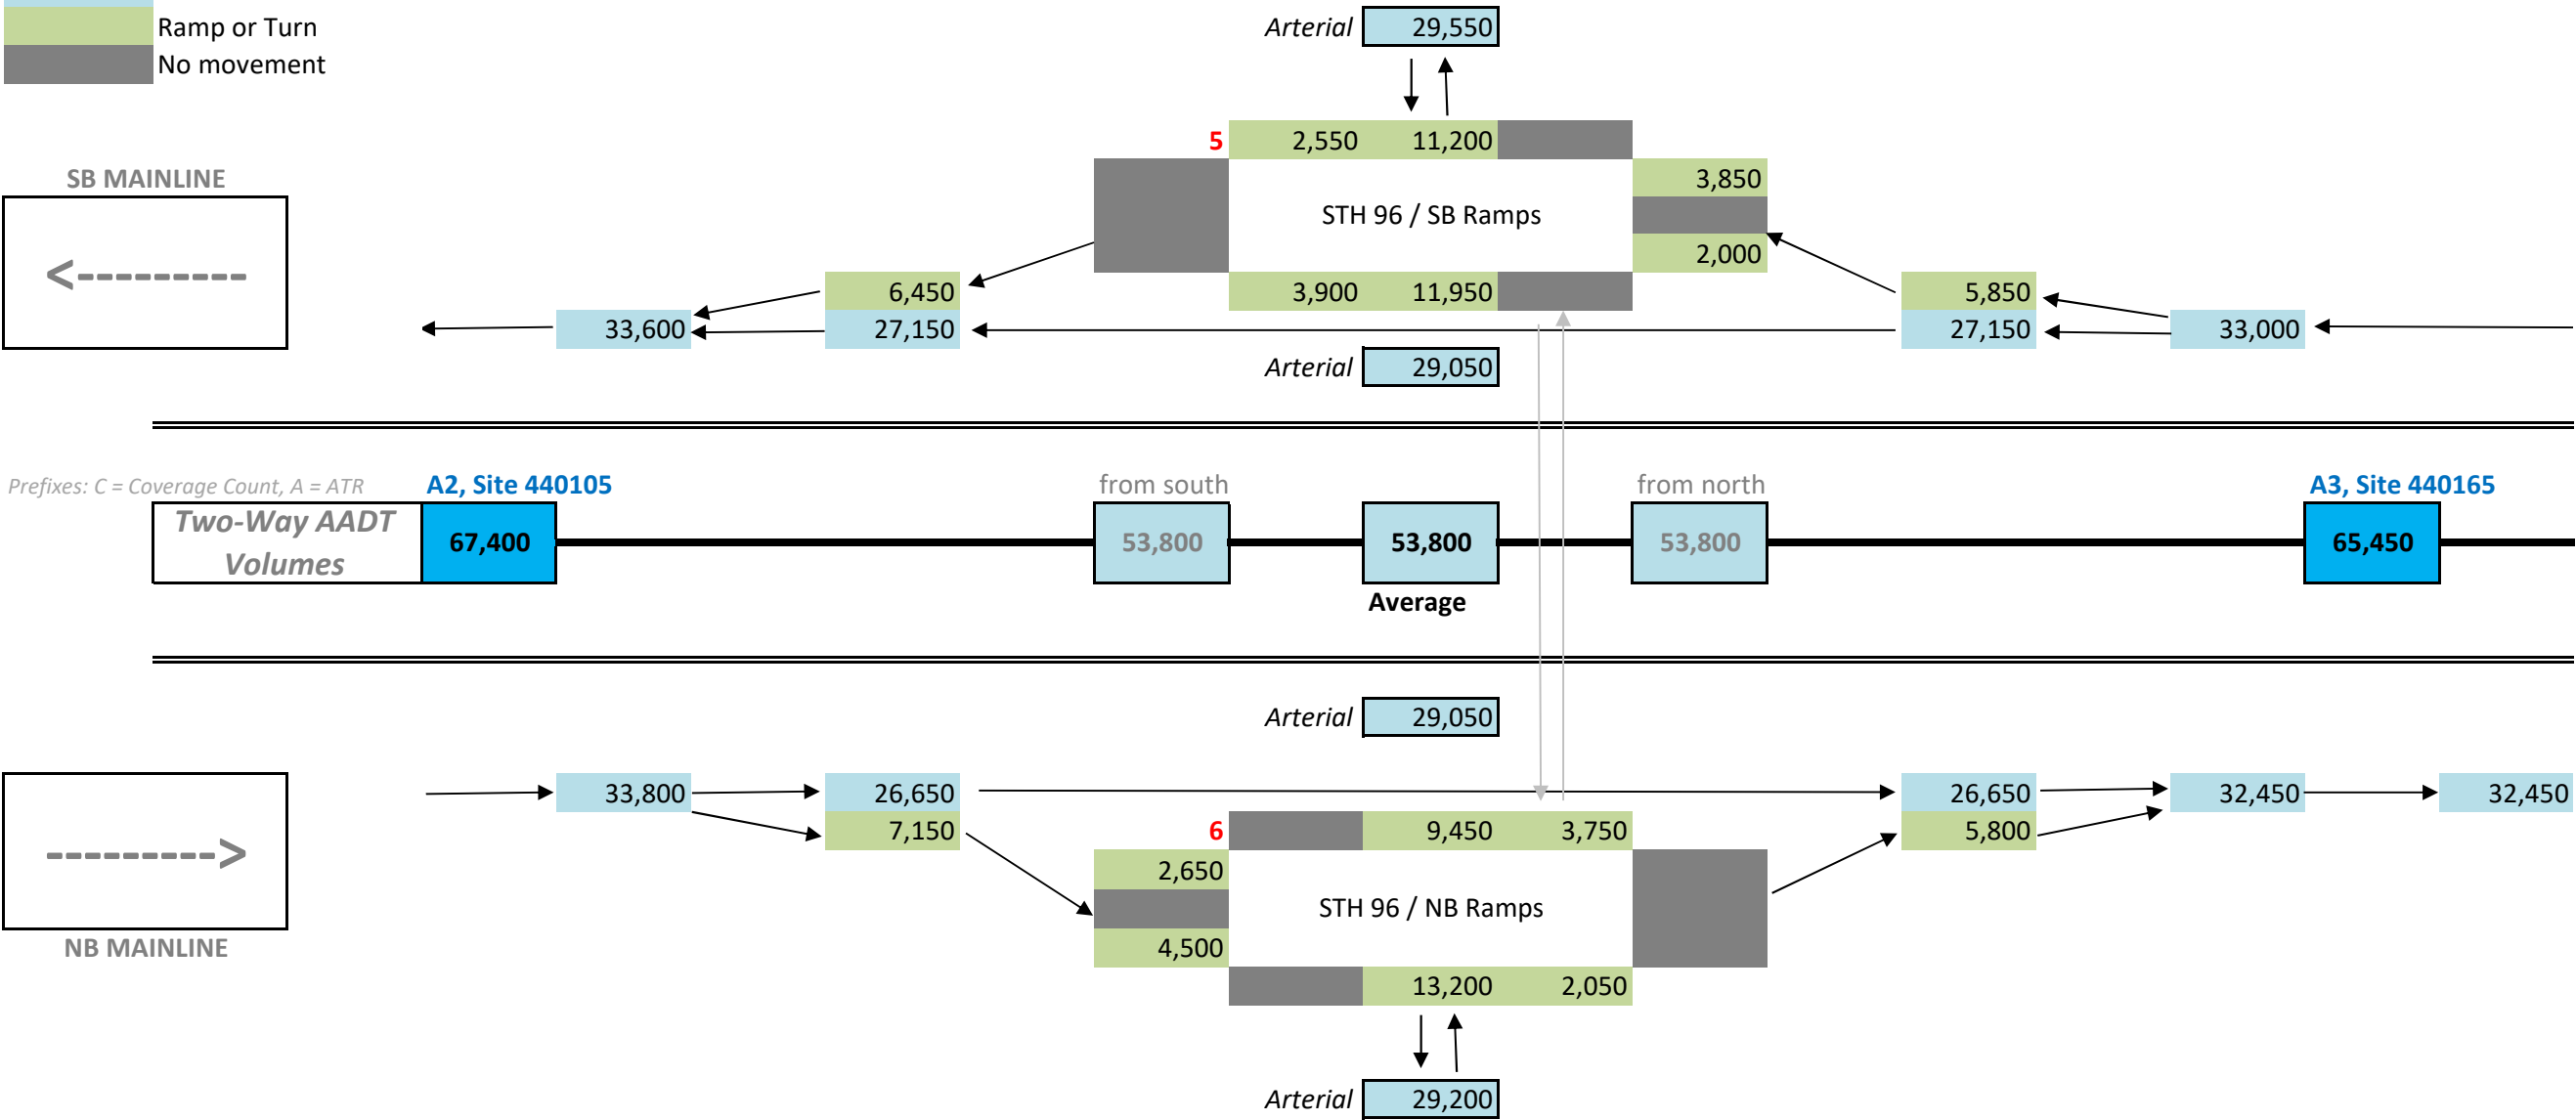 Ramp or Turn
No movement
Arterial 29,550
5 2,550 11,200
SB MAINLINE
<---------
3,850
STH 96 / SB Ramps
2,000
6,450
3,900 11,950
5,850
33,600
27,150
27,150
33,000
Arterial 29,050
Prefixes: C = Coverage Count, A = ATR
A2, Site 440105
from south
from north
A3, Site 440165
Two-Way AADT
Volumes
67,400
53,800
53,800
53,800
65,450
Average
Arterial 29,050
33,800
26,650
26,650
32,450
32,450
7,150
6 9,450 3,750
5,800
--------->
2,650
STH 96 / NB Ramps
4,500
NB MAINLINE
13,200 2,050
Arterial 29,200